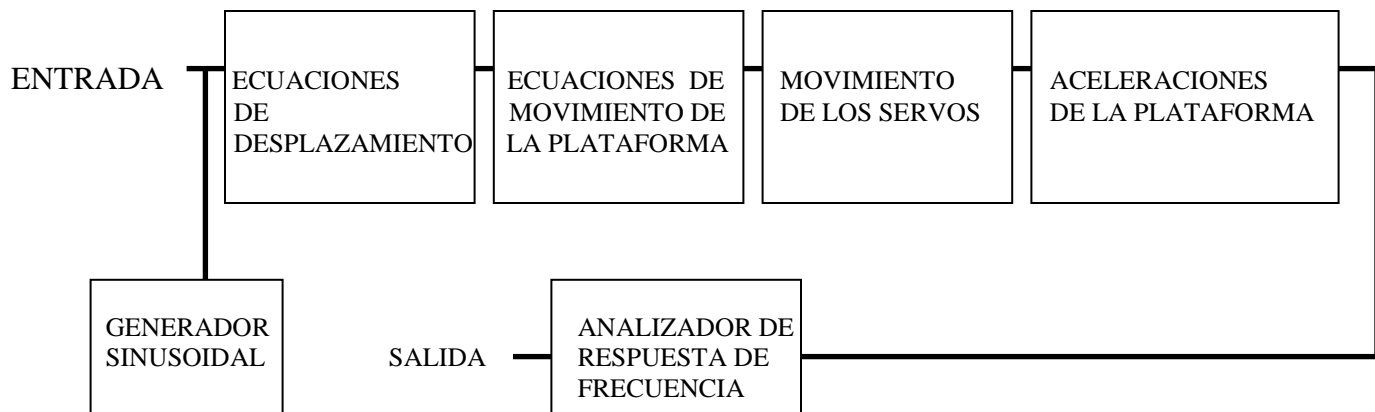 ENTRADA
ECUACIONES
DE
DESPLAZAMIENTO
ECUACIONES DE
MOVIMIENTO DE
LA PLATAFORMA
MOVIMIENTO
DE LOS SERVOS
ACELERACIONES
DE LA PLATAFORMA
GENERADOR
SINUSOIDAL
SALIDA
ANALIZADOR DE
RESPUESTA DE
FRECUENCIA